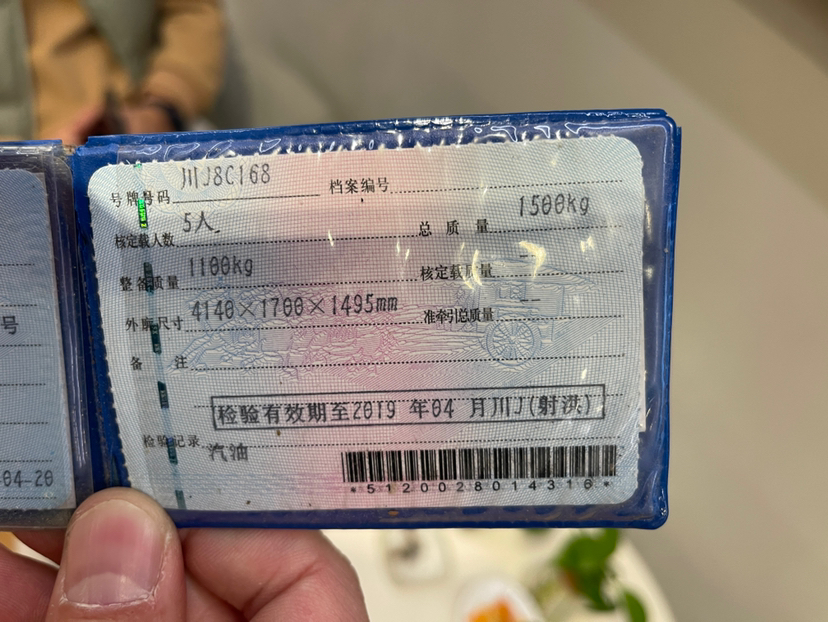 号牌号码 川J8C168 档案编号
核定载人数 5人 总质量 1500kg
整备质量 1100kg 核定载质量 --
外廓尺寸 4140×1700×1495mm 准牵引总质量 --
备注
检验有效期至2019 年04 月川J(射洪)
检验记录
汽油
*5120028014316*
号
04-20